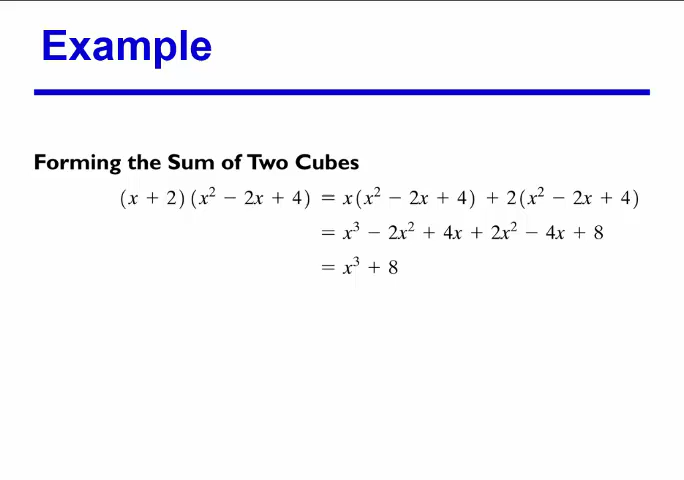 Example
Forming the Sum of Two Cubes
(x + 2)(x² − 2x + 4) = x(x² − 2x + 4) + 2(x² − 2x + 4)
= x³ − 2x² + 4x + 2x² − 4x + 8
= x³ + 8